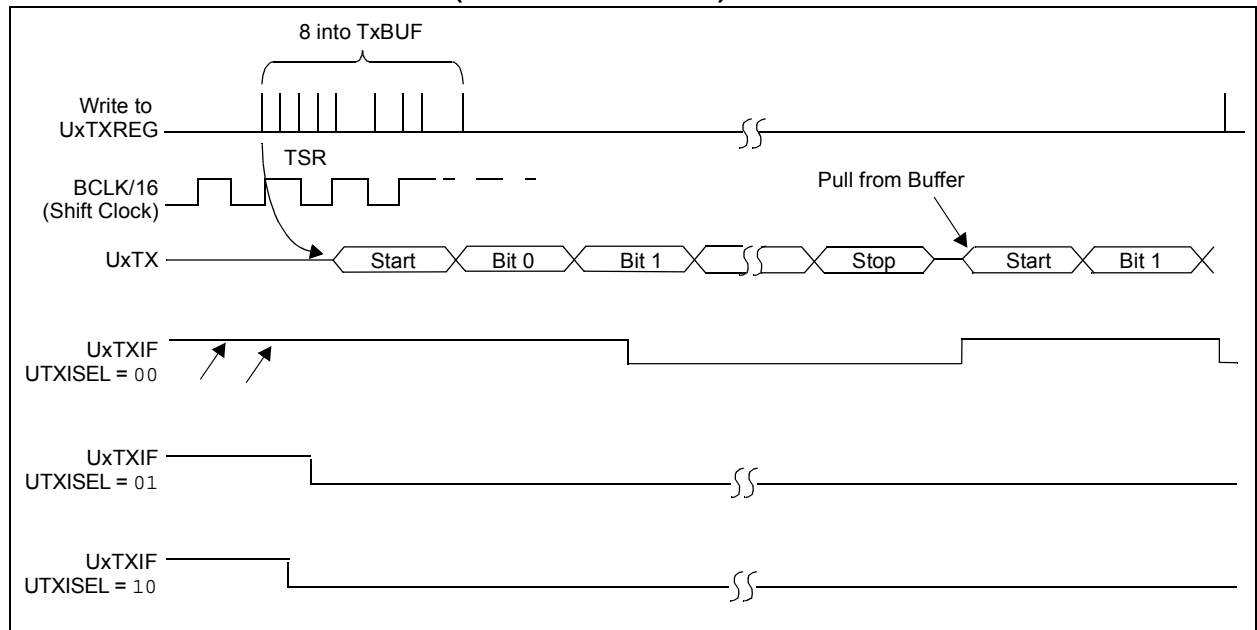 8 into TxBUF
Write to
UxTXREG
TSR
BCLK/16
(Shift Clock)
Pull from Buffer
UxTX
Start
Bit 0
Bit 1
Stop
Start
Bit 1
UxTXIF
UTXISEL = 00
UxTXIF
UTXISEL = 01
UxTXIF
UTXISEL = 10